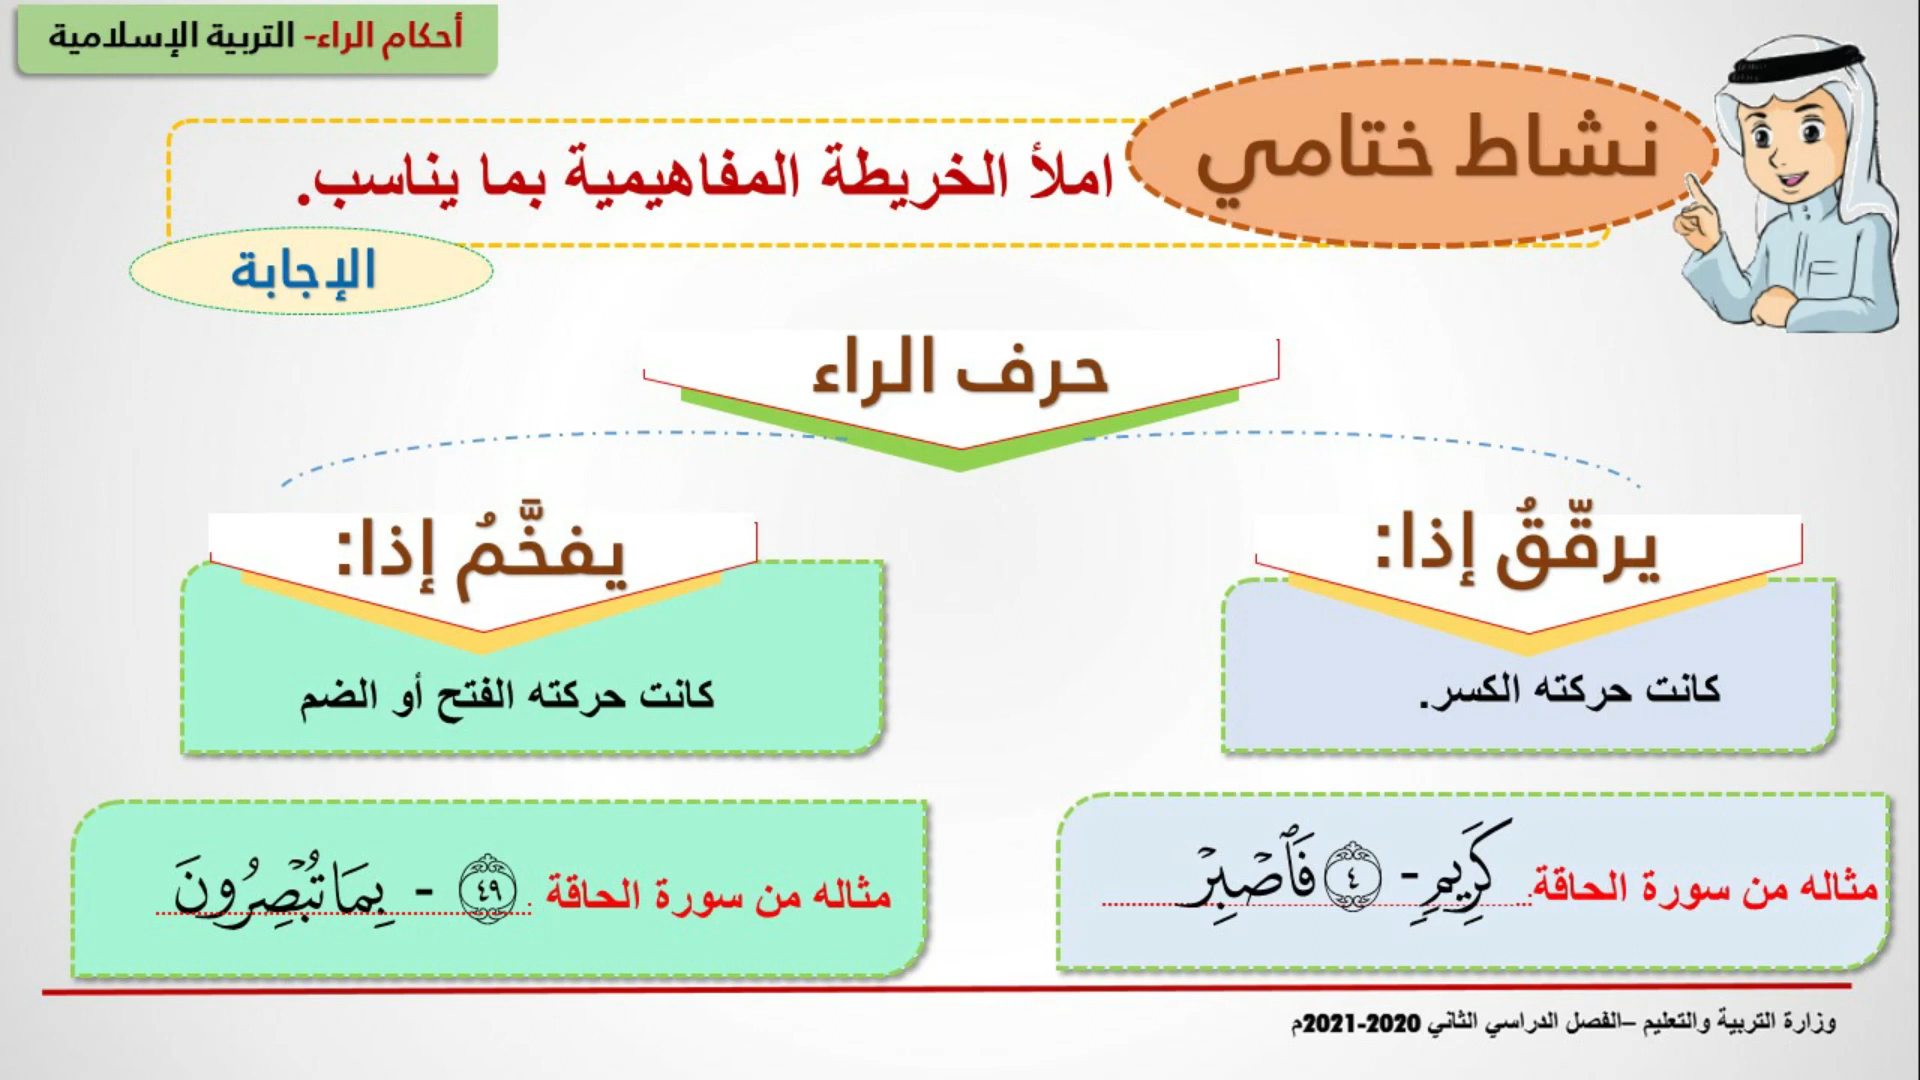 أحكام الراء- التربية الإسلامية
نشاط ختامي
املأ الخريطة المفاهيمية بما يناسب.
الإجابة
حرف الراء
يرقّقُ إذا:
كانت حركته الكسر.
مثاله من سورة الحاقة: كَرِيمٍ- ٤ فَٱصۡبِرۡ
يفخَّمُ إذا:
كانت حركته الفتح أو الضم
مثاله من سورة الحاقة : ٤٩ - بِمَا تُبۡصِرُونَ
وزارة التربية والتعليم –الفصل الدراسي الثاني 2020-2021م